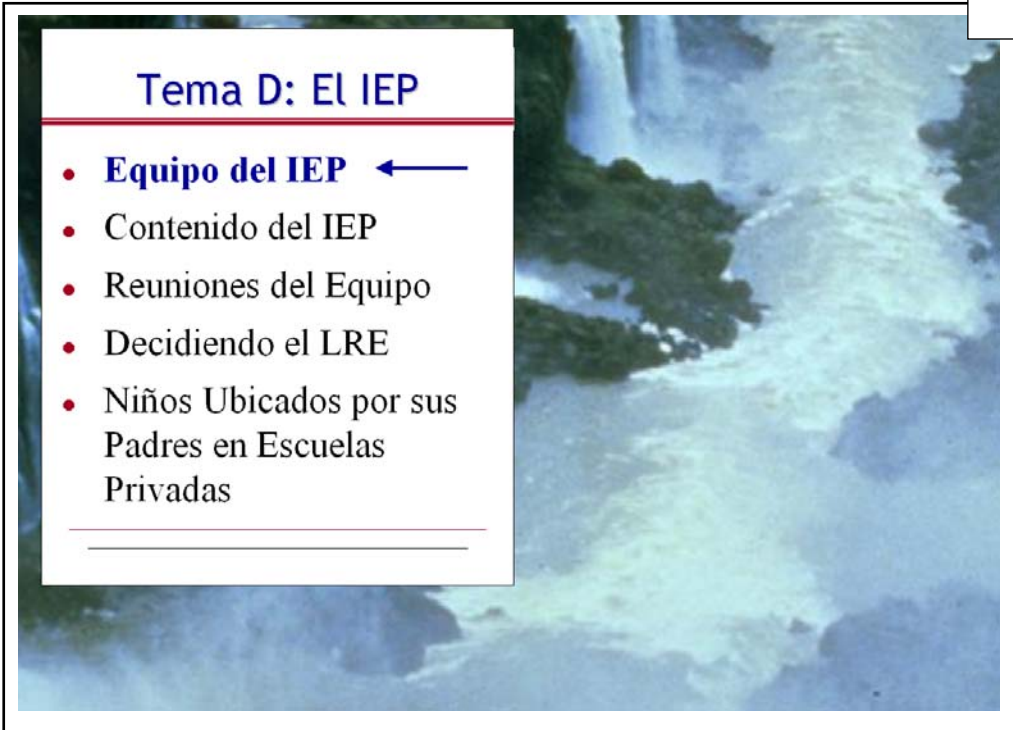 Tema D: El IEP
Equipo del IEP
Contenido del IEP
Reuniones del Equipo
Decidiendo el LRE
Niños Ubicados por sus
Padres en Escuelas
Privadas